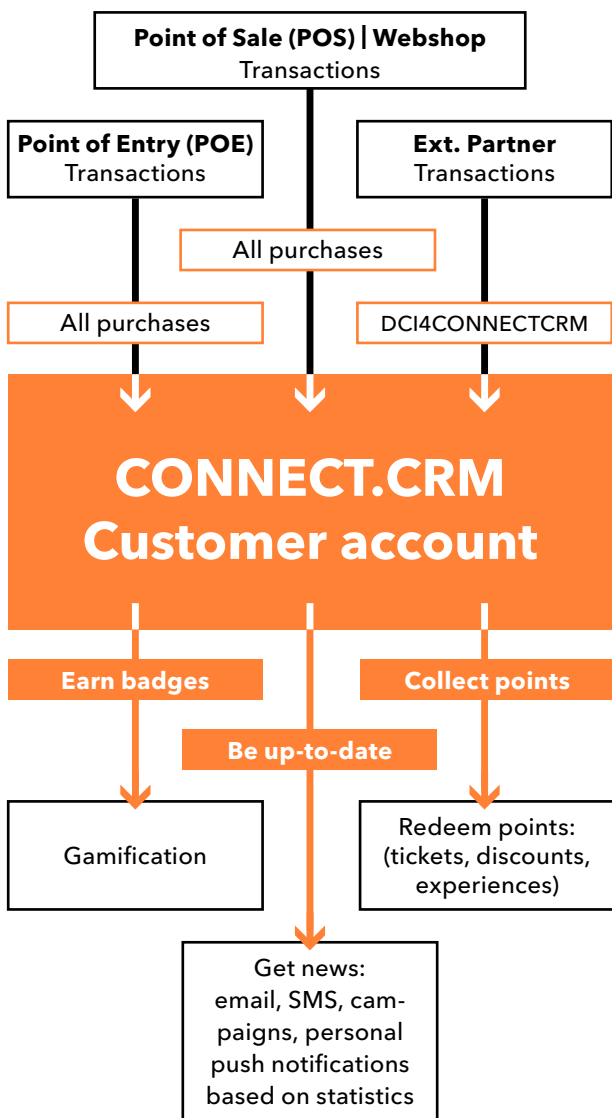 Point of Sale (POS) | Webshop
Transactions
Point of Entry (POE)
Transactions
Ext. Partner
Transactions
All purchases
All purchases
DCI4CONNECTCRM
CONNECT.CRM
Customer account
Earn badges
Collect points
Be up-to-date
Gamification
Redeem points:
(tickets, discounts,
experiences)
Get news:
email, SMS, cam-
paigns, personal
push notifications
based on statistics